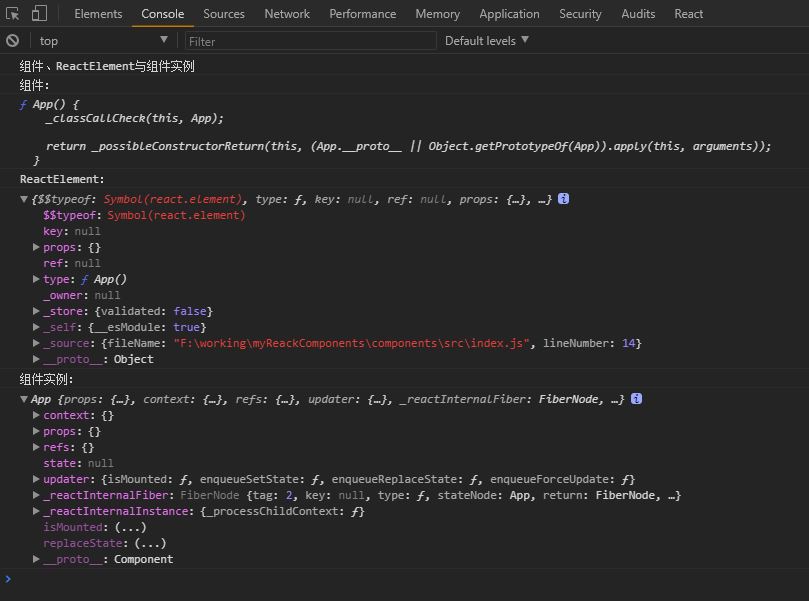 Elements Console Sources Network Performance Memory Application Security Audits React
top Filter Default levels
组件、ReactElement与组件实例
组件:
ƒ App() {
_classCallCheck(this, App);
return _possibleConstructorReturn(this, (App.__proto__ || Object.getPrototypeOf(App)).apply(this, arguments));
}
ReactElement:
{$$typeof: Symbol(react.element), type: ƒ, key: null, ref: null, props: {…}, …} i
$$typeof: Symbol(react.element)
key: null
props: {}
ref: null
type: ƒ App()
_owner: null
_store: {validated: false}
_self: {__esModule: true}
_source: {fileName: "F:\working\myReackComponents\components\src\index.js", lineNumber: 14}
__proto__: Object
组件实例:
App {props: {…}, context: {…}, refs: {…}, updater: {…}, _reactInternalFiber: FiberNode, …} i
context: {}
props: {}
refs: {}
state: null
updater: {isMounted: ƒ, enqueueSetState: ƒ, enqueueReplaceState: ƒ, enqueueForceUpdate: ƒ}
_reactInternalFiber: FiberNode {tag: 2, key: null, type: ƒ, stateNode: App, return: FiberNode, …}
_reactInternalInstance: {_processChildContext: ƒ}
isMounted: (...)
replaceState: (...)
__proto__: Component